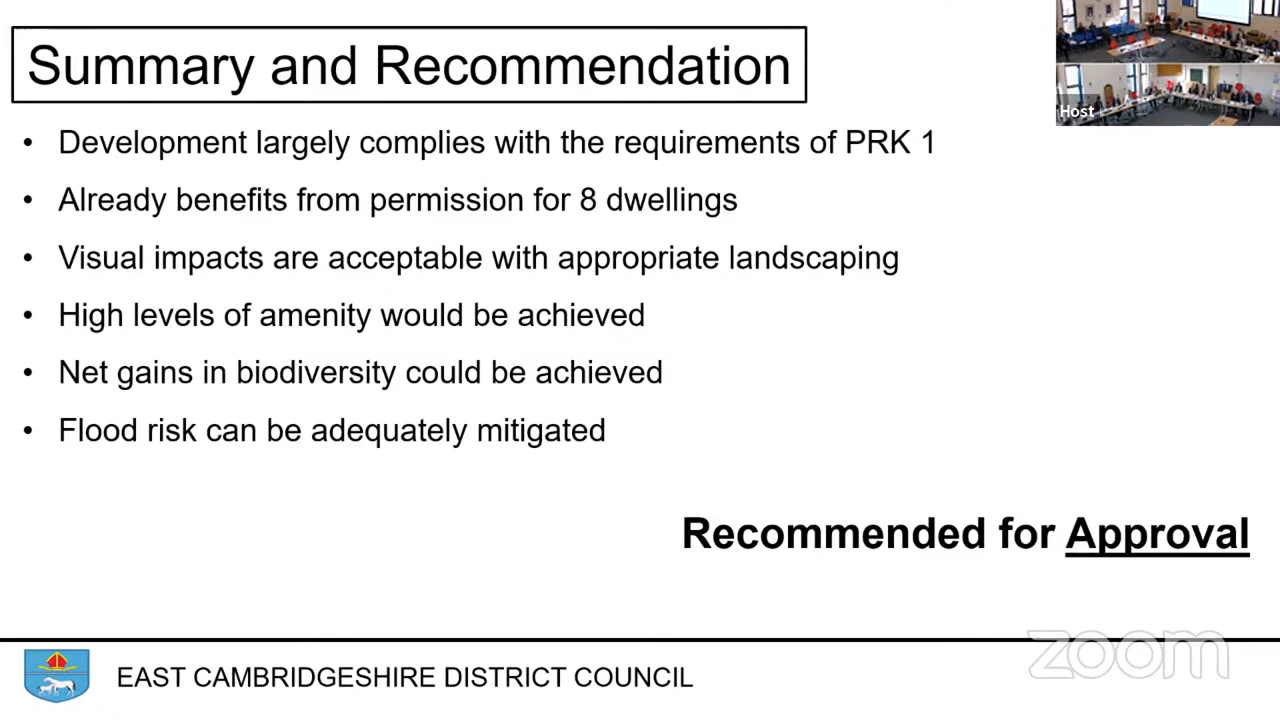 Summary and Recommendation
Host
• Development largely complies with the requirements of PRK 1
• Already benefits from permission for 8 dwellings
• Visual impacts are acceptable with appropriate landscaping
• High levels of amenity would be achieved
• Net gains in biodiversity could be achieved
• Flood risk can be adequately mitigated
Recommended for Approval
zoom
EAST CAMBRIDGESHIRE DISTRICT COUNCIL